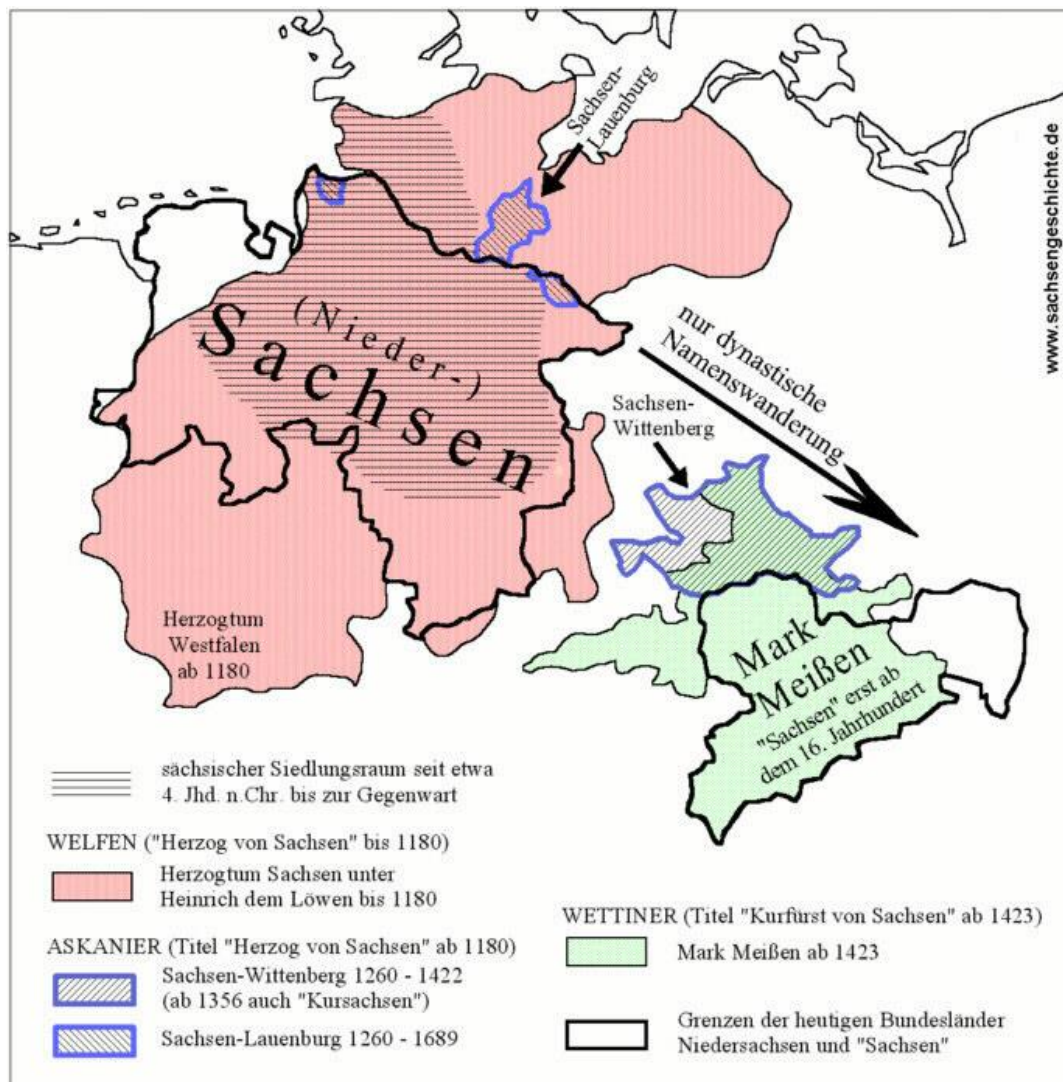 Sachsen-
Lauenburg
www.sachsengeschichte.de
(Nieder-)
Sachsen
nur dynastische
Namenswanderung
Sachsen-
Wittenberg
Herzogtum
Westfalen
ab 1180
Mark
Meißen
"Sachsen" erst ab
dem 16. Jahrhundert
sächsischer Siedlungsraum seit etwa
4. Jhd. n.Chr. bis zur Gegenwart
WELFEN ("Herzog von Sachsen" bis 1180)
Herzogtum Sachsen unter
Heinrich dem Löwen bis 1180
ASKANIER (Titel "Herzog von Sachsen" ab 1180)
Sachsen-Wittenberg 1260 - 1422
(ab 1356 auch "Kursachsen")
Sachsen-Lauenburg 1260 - 1689
WETTINER (Titel "Kurfürst von Sachsen" ab 1423)
Mark Meißen ab 1423
Grenzen der heutigen Bundesländer
Niedersachsen und "Sachsen"